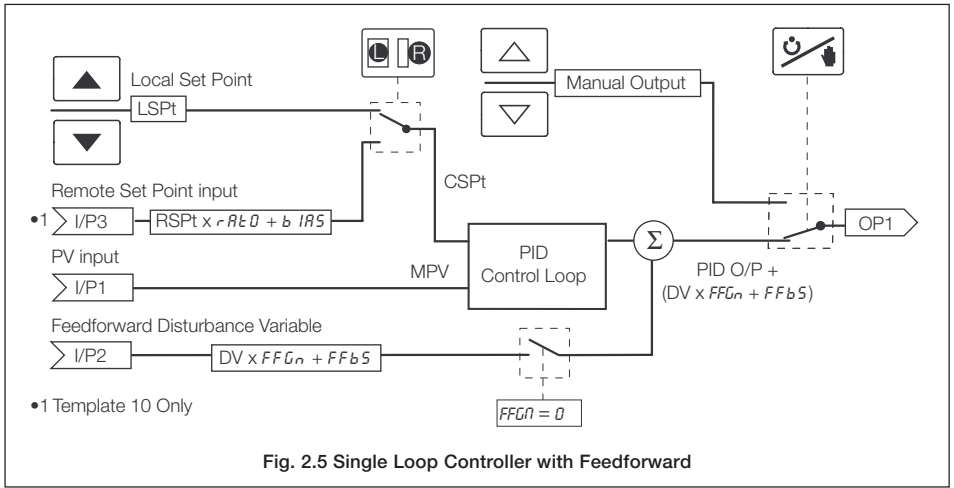 L R
Local Set Point
LSPt
Manual Output
CSPt
Remote Set Point input
•1 I/P3 RSPt x rAtO + bIAS
OP1
PV input
I/P1
MPV
PID
Control Loop
Σ
PID O/P +
(DV x FFGn + FFbS)
Feedforward Disturbance Variable
I/P2 DV x FFGn + FFbS
•1 Template 10 Only
FFGn = 0
Fig. 2.5 Single Loop Controller with Feedforward